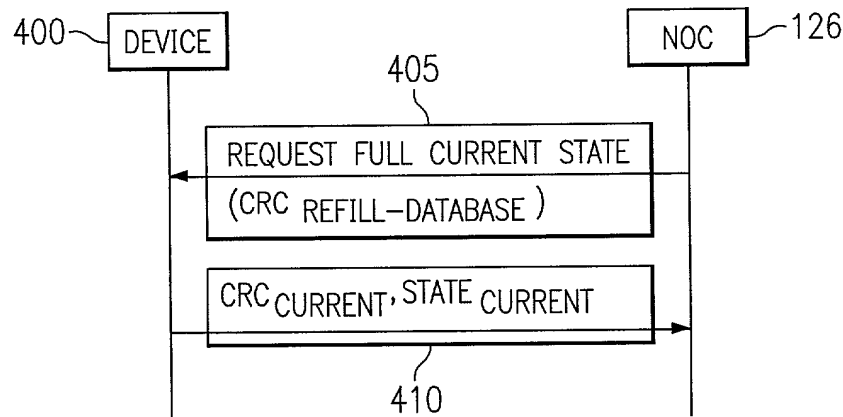 400 DEVICE NOC 126
405
REQUEST FULL CURRENT STATE
(CRC REFILL-DATABASE)
CRC CURRENT, STATE CURRENT
410